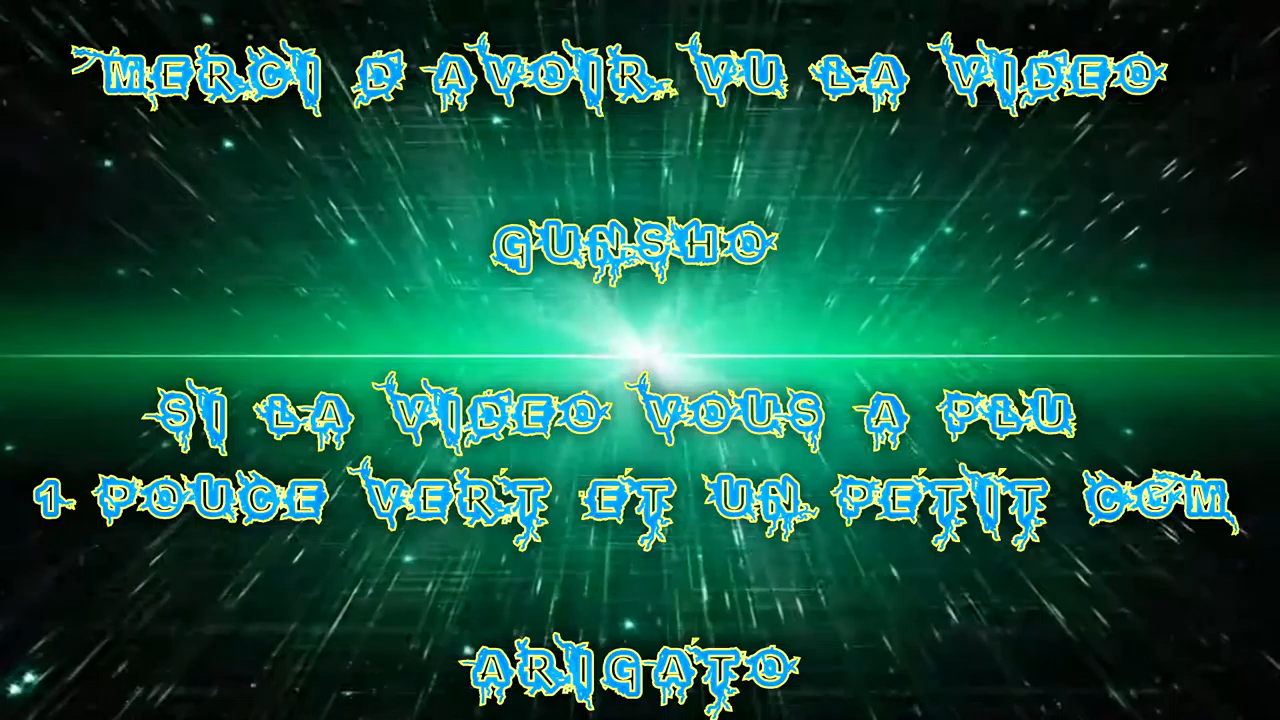 MERCI D AVOIR VU LA VIDEO
GUNSHO
SI LA VIDEO VOUS A PLU
1 POUCE VERT ET UN PETIT COM
ARIGATO